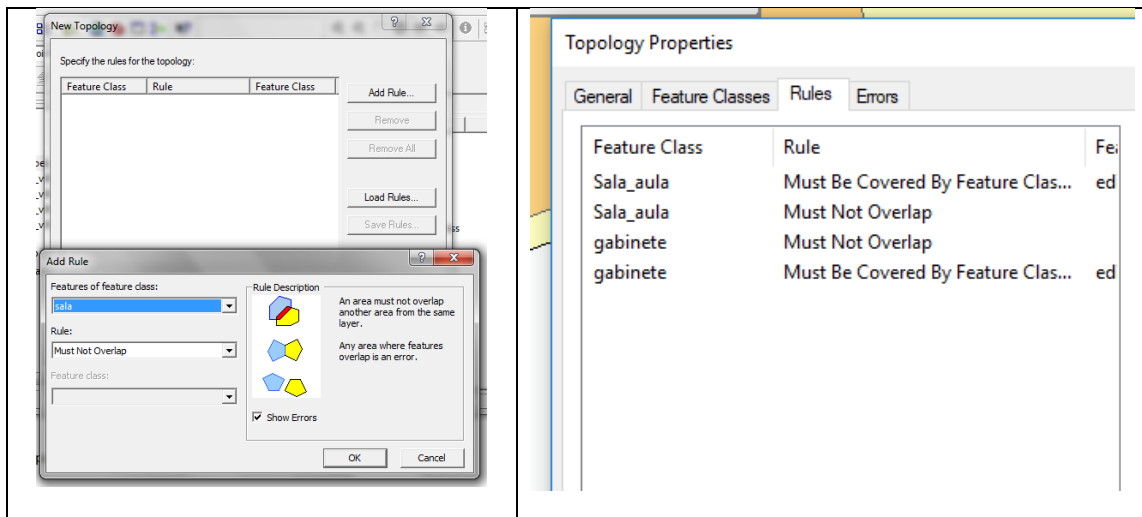 New Topology
Specify the rules for the topology:
Feature Class Rule Feature Class
Add Rule...
Remove
Remove All
Load Rules...
Save Rules...
Add Rule
Features of feature class:
sala
Rule:
Must Not Overlap
Feature class:
Rule Description
An area must not overlap
another area from the same
layer.
Any area where features
overlap is an error.
Show Errors
OK Cancel
Topology Properties
General Feature Classes Rules Errors
Feature Class Rule Fea
Sala_aula Must Be Covered By Feature Clas... ed
Sala_aula Must Not Overlap
gabinete Must Not Overlap
gabinete Must Be Covered By Feature Clas... ed